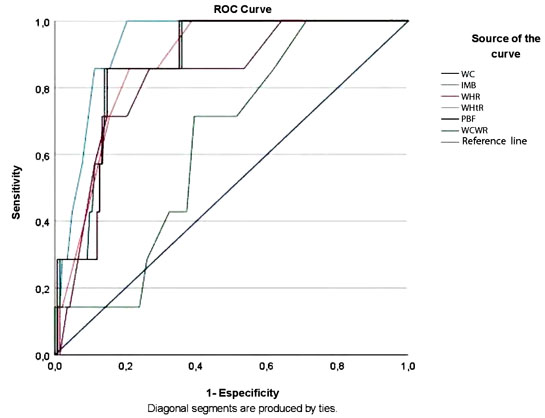 ROC Curve
1,0
0,8
0,6
0,4
0,2
0,0
Sensitivity
0,0 0,2 0,4 0,6 0,8 1,0
1- Especificity
Diagonal segments are produced by ties.
Source of the
curve
WC
IMB
WHR
WHtR
PBF
WCWR
Reference line